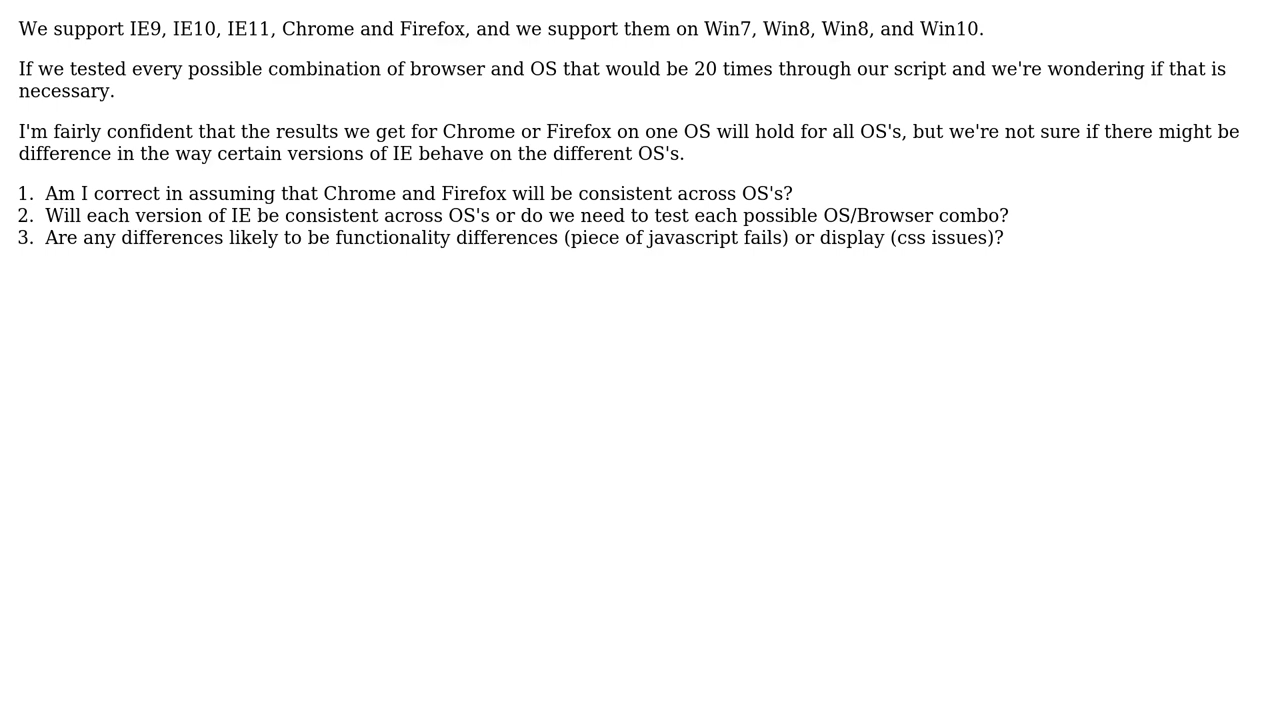 We support IE9, IE10, IE11, Chrome and Firefox, and we support them on Win7, Win8, Win8, and Win10.
If we tested every possible combination of browser and OS that would be 20 times through our script and we're wondering if that is
necessary.
I'm fairly confident that the results we get for Chrome or Firefox on one OS will hold for all OS's, but we're not sure if there might be
difference in the way certain versions of IE behave on the different OS's.
1. Am I correct in assuming that Chrome and Firefox will be consistent across OS's?
2. Will each version of IE be consistent across OS's or do we need to test each possible OS/Browser combo?
3. Are any differences likely to be functionality differences (piece of javascript fails) or display (css issues)?